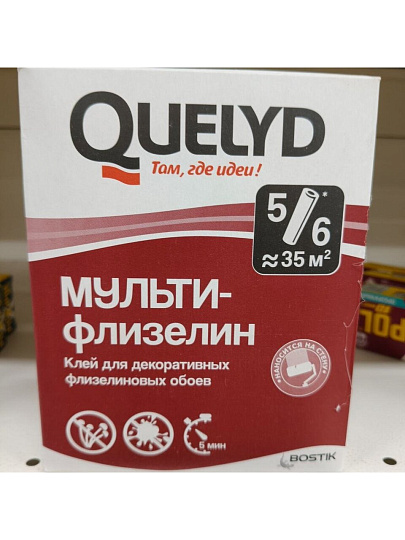 QUELYD
Там, где идеи!
5/6*
≈35 м²
МУЛЬТИ-
ФЛИЗЕЛИН
Клей для декоративных
флизелиновых обоев
•НАНОСИТСЯ НА СТЕНУ•
5 мин
BOSTIK
POL